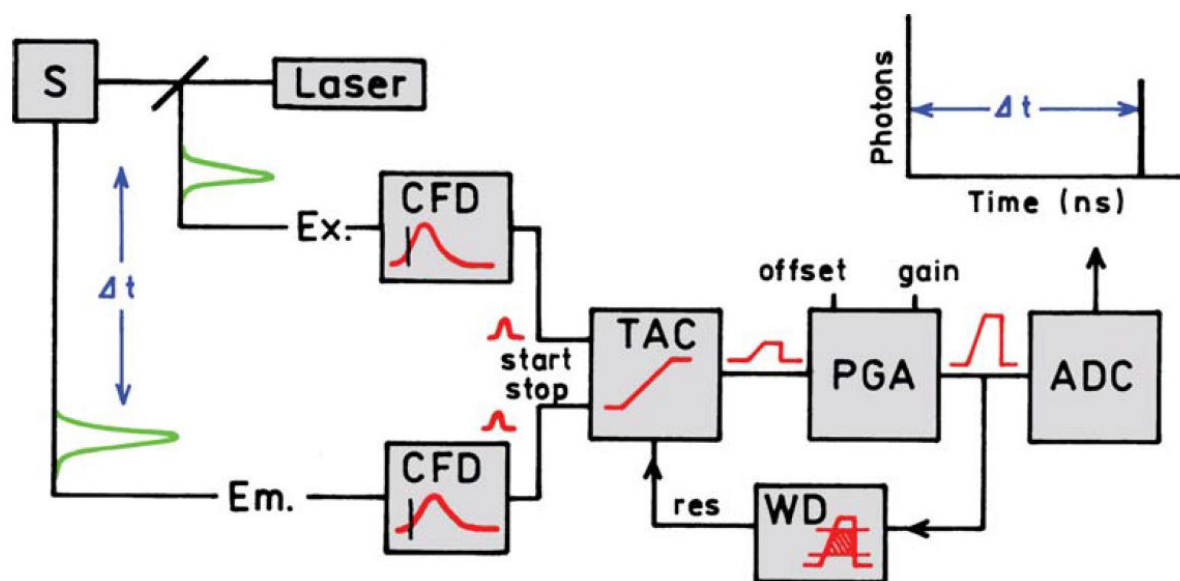 S
Laser
Δt
Photons
Time (ns)
CFD
Ex.
offset
gain
Δt
start
stop
TAC
PGA
ADC
CFD
Em.
res
WD